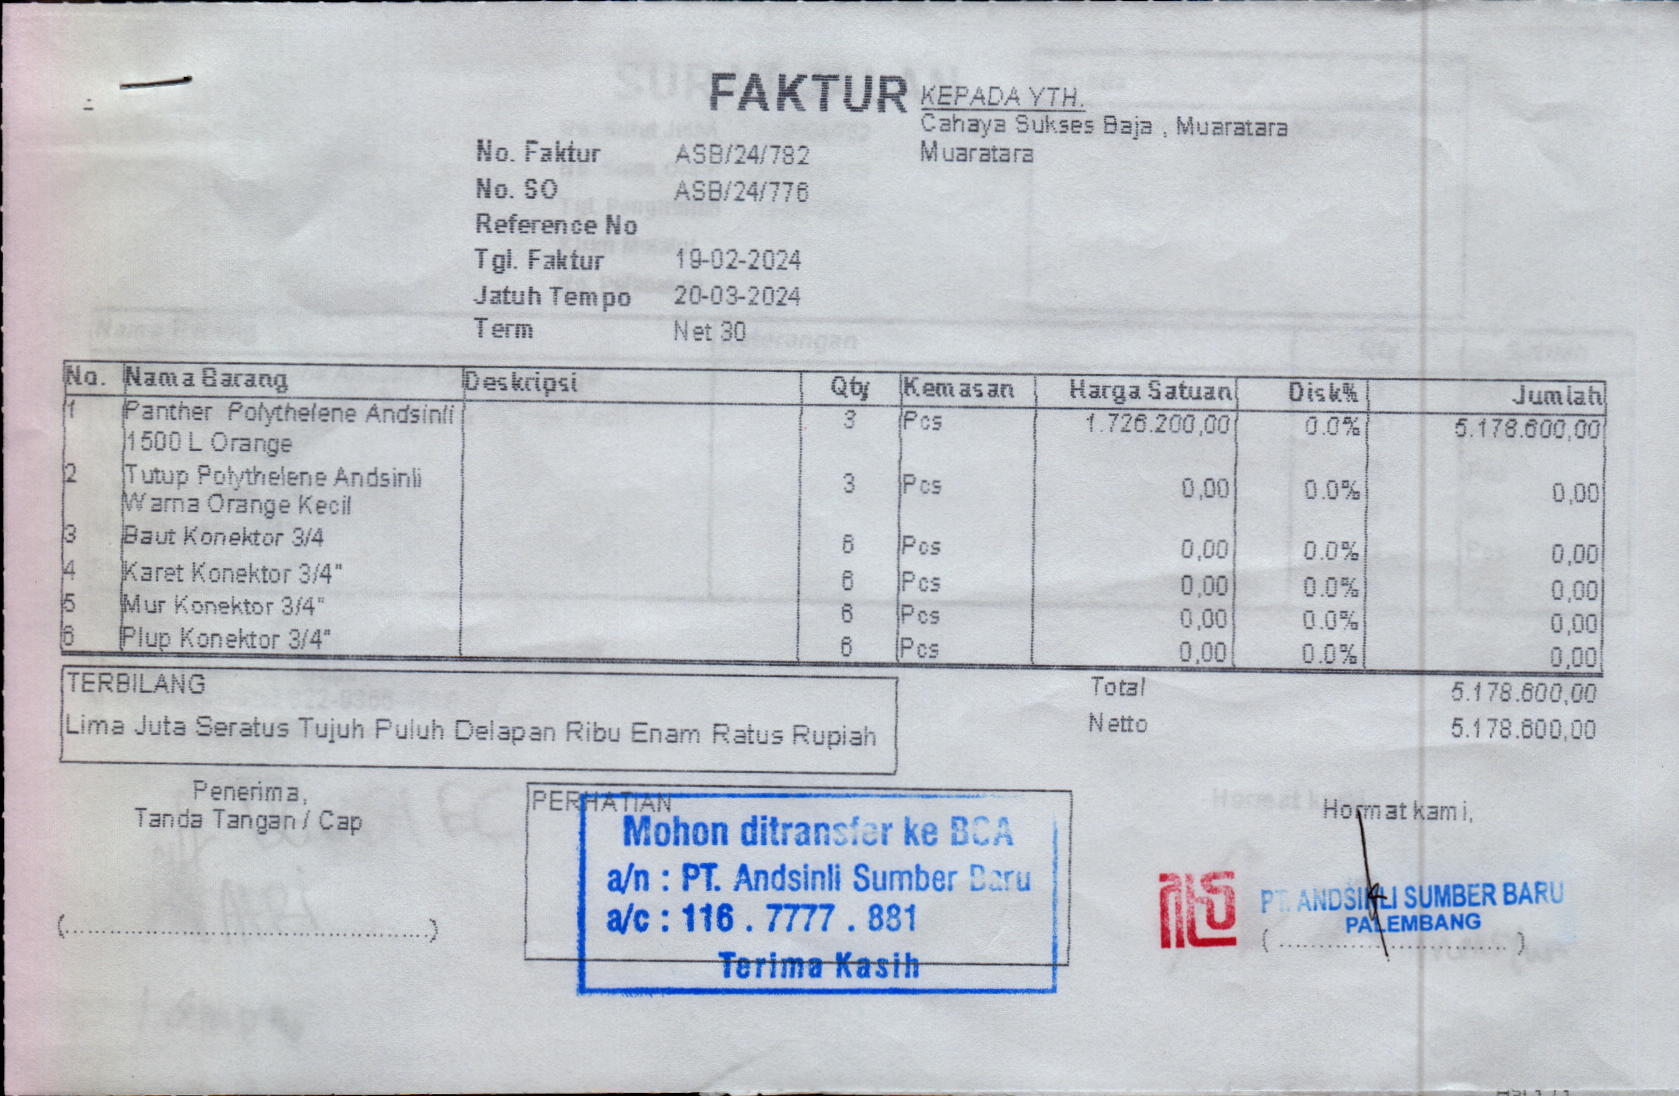 FAKTUR
KEPADA YTH.
Cahaya Sukses Baja , Muaratara
Muaratara
No. Faktur ASB/24/782
No. SO ASB/24/776
Reference No
Tgl. Faktur 19-02-2024
Jatuh Tempo 20-03-2024
Term Net 30
No. Nama Barang Deskripsi Qty Kemasan Harga Satuan Disk% Jumlah
1 Panther Polythelene Andsinli 3 Pcs 1.726.200,00 0.0% 5.178.600,00
1500 L Orange
2 Tutup Polythelene Andsinli 3 Pcs 0,00 0.0% 0,00
Warna Orange Kecil
3 Baut Konektor 3/4 6 Pcs 0,00 0.0% 0,00
4 Karet Konektor 3/4" 6 Pcs 0,00 0.0% 0,00
5 Mur Konektor 3/4" 6 Pcs 0,00 0.0% 0,00
6 Plup Konektor 3/4" 6 Pcs 0,00 0.0% 0,00
TERBILANG
Lima Juta Seratus Tujuh Puluh Delapan Ribu Enam Ratus Rupiah
Total 5.178.600,00
Netto 5.178.600,00
Penerima,
Tanda Tangan / Cap
(......................................................)
PERHATIAN
Mohon ditransfer ke BCA
a/n : PT. Andsinli Sumber Baru
a/c : 116 . 7777 . 881
Terima Kasih
Hormat kami,
PT. ANDSINLI SUMBER BARU
PALEMBANG
(..................................)